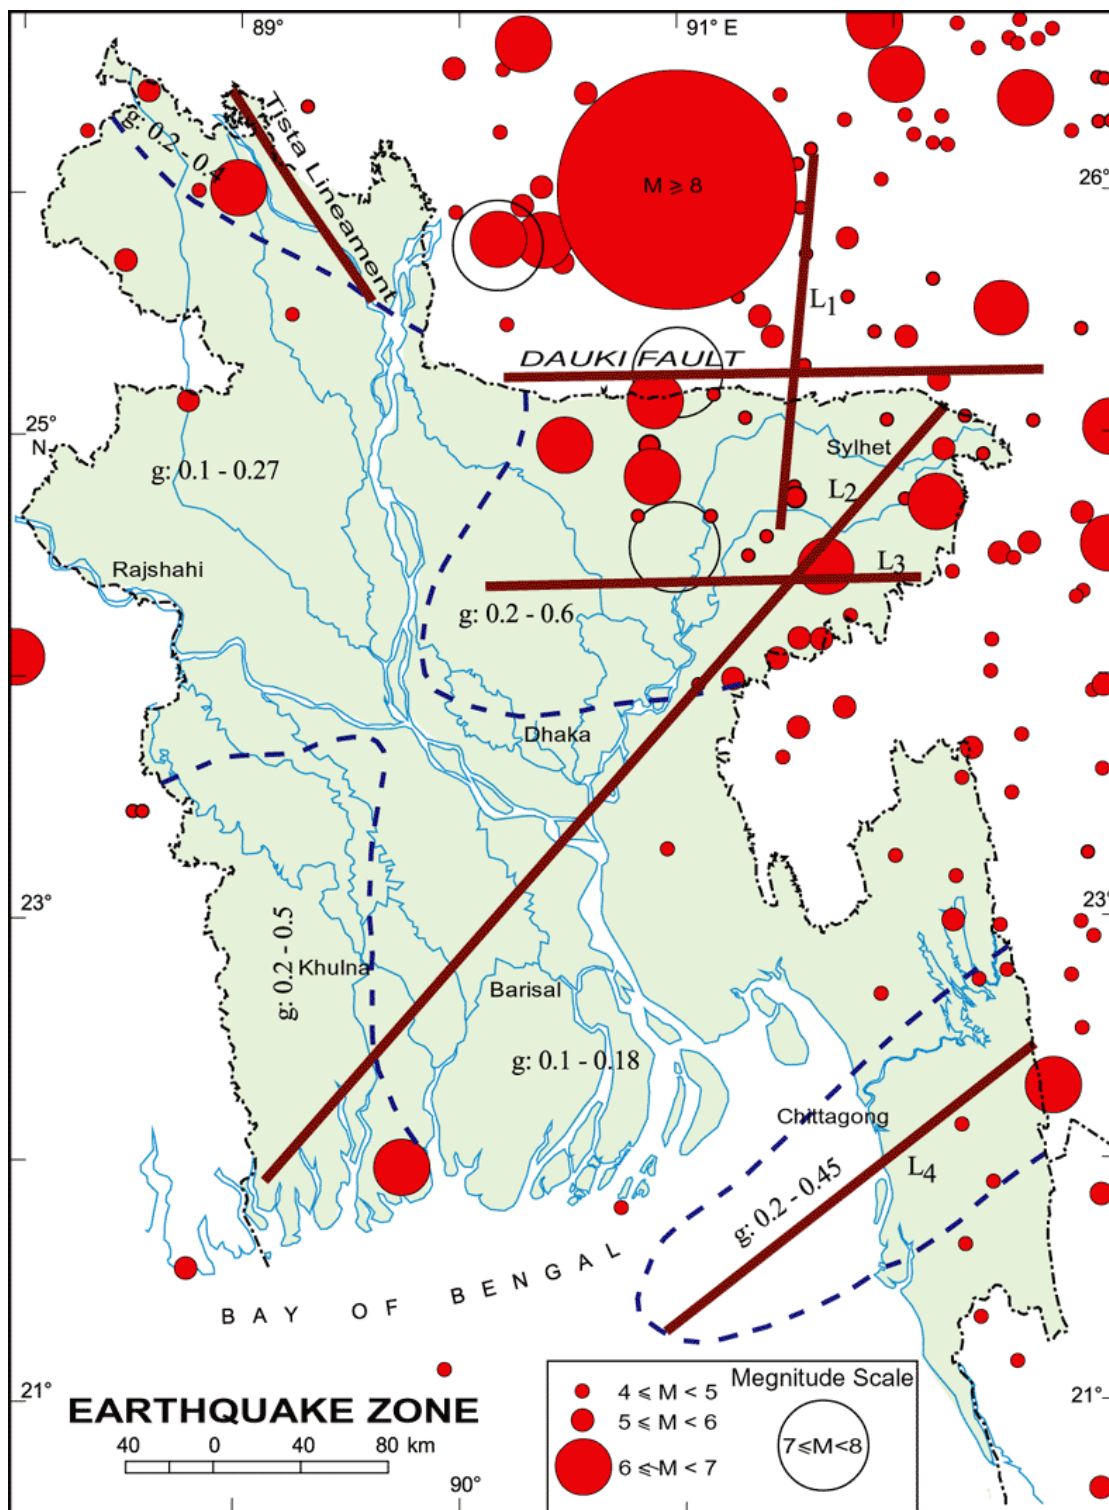 89°
91° E
Tista Lineament
g: 0.2 - 0.4
M ⩾ 8
26°
L1
DAUKI FAULT
25°
N
Sylhet
g: 0.1 - 0.27
L2
L3
Rajshahi
g: 0.2 - 0.6
Dhaka
23°
23°
g: 0.2 - 0.5
Khulna
Barisal
g: 0.1 - 0.18
Chittagong
L4
g: 0.2 - 0.45
BAY OF BENGAL
21°
21°
EARTHQUAKE ZONE
40 0 40 80 km
90°
Megnitude Scale
4 ⩽ M < 5
5 ⩽ M < 6
6 ⩽ M < 7
7⩽M<8